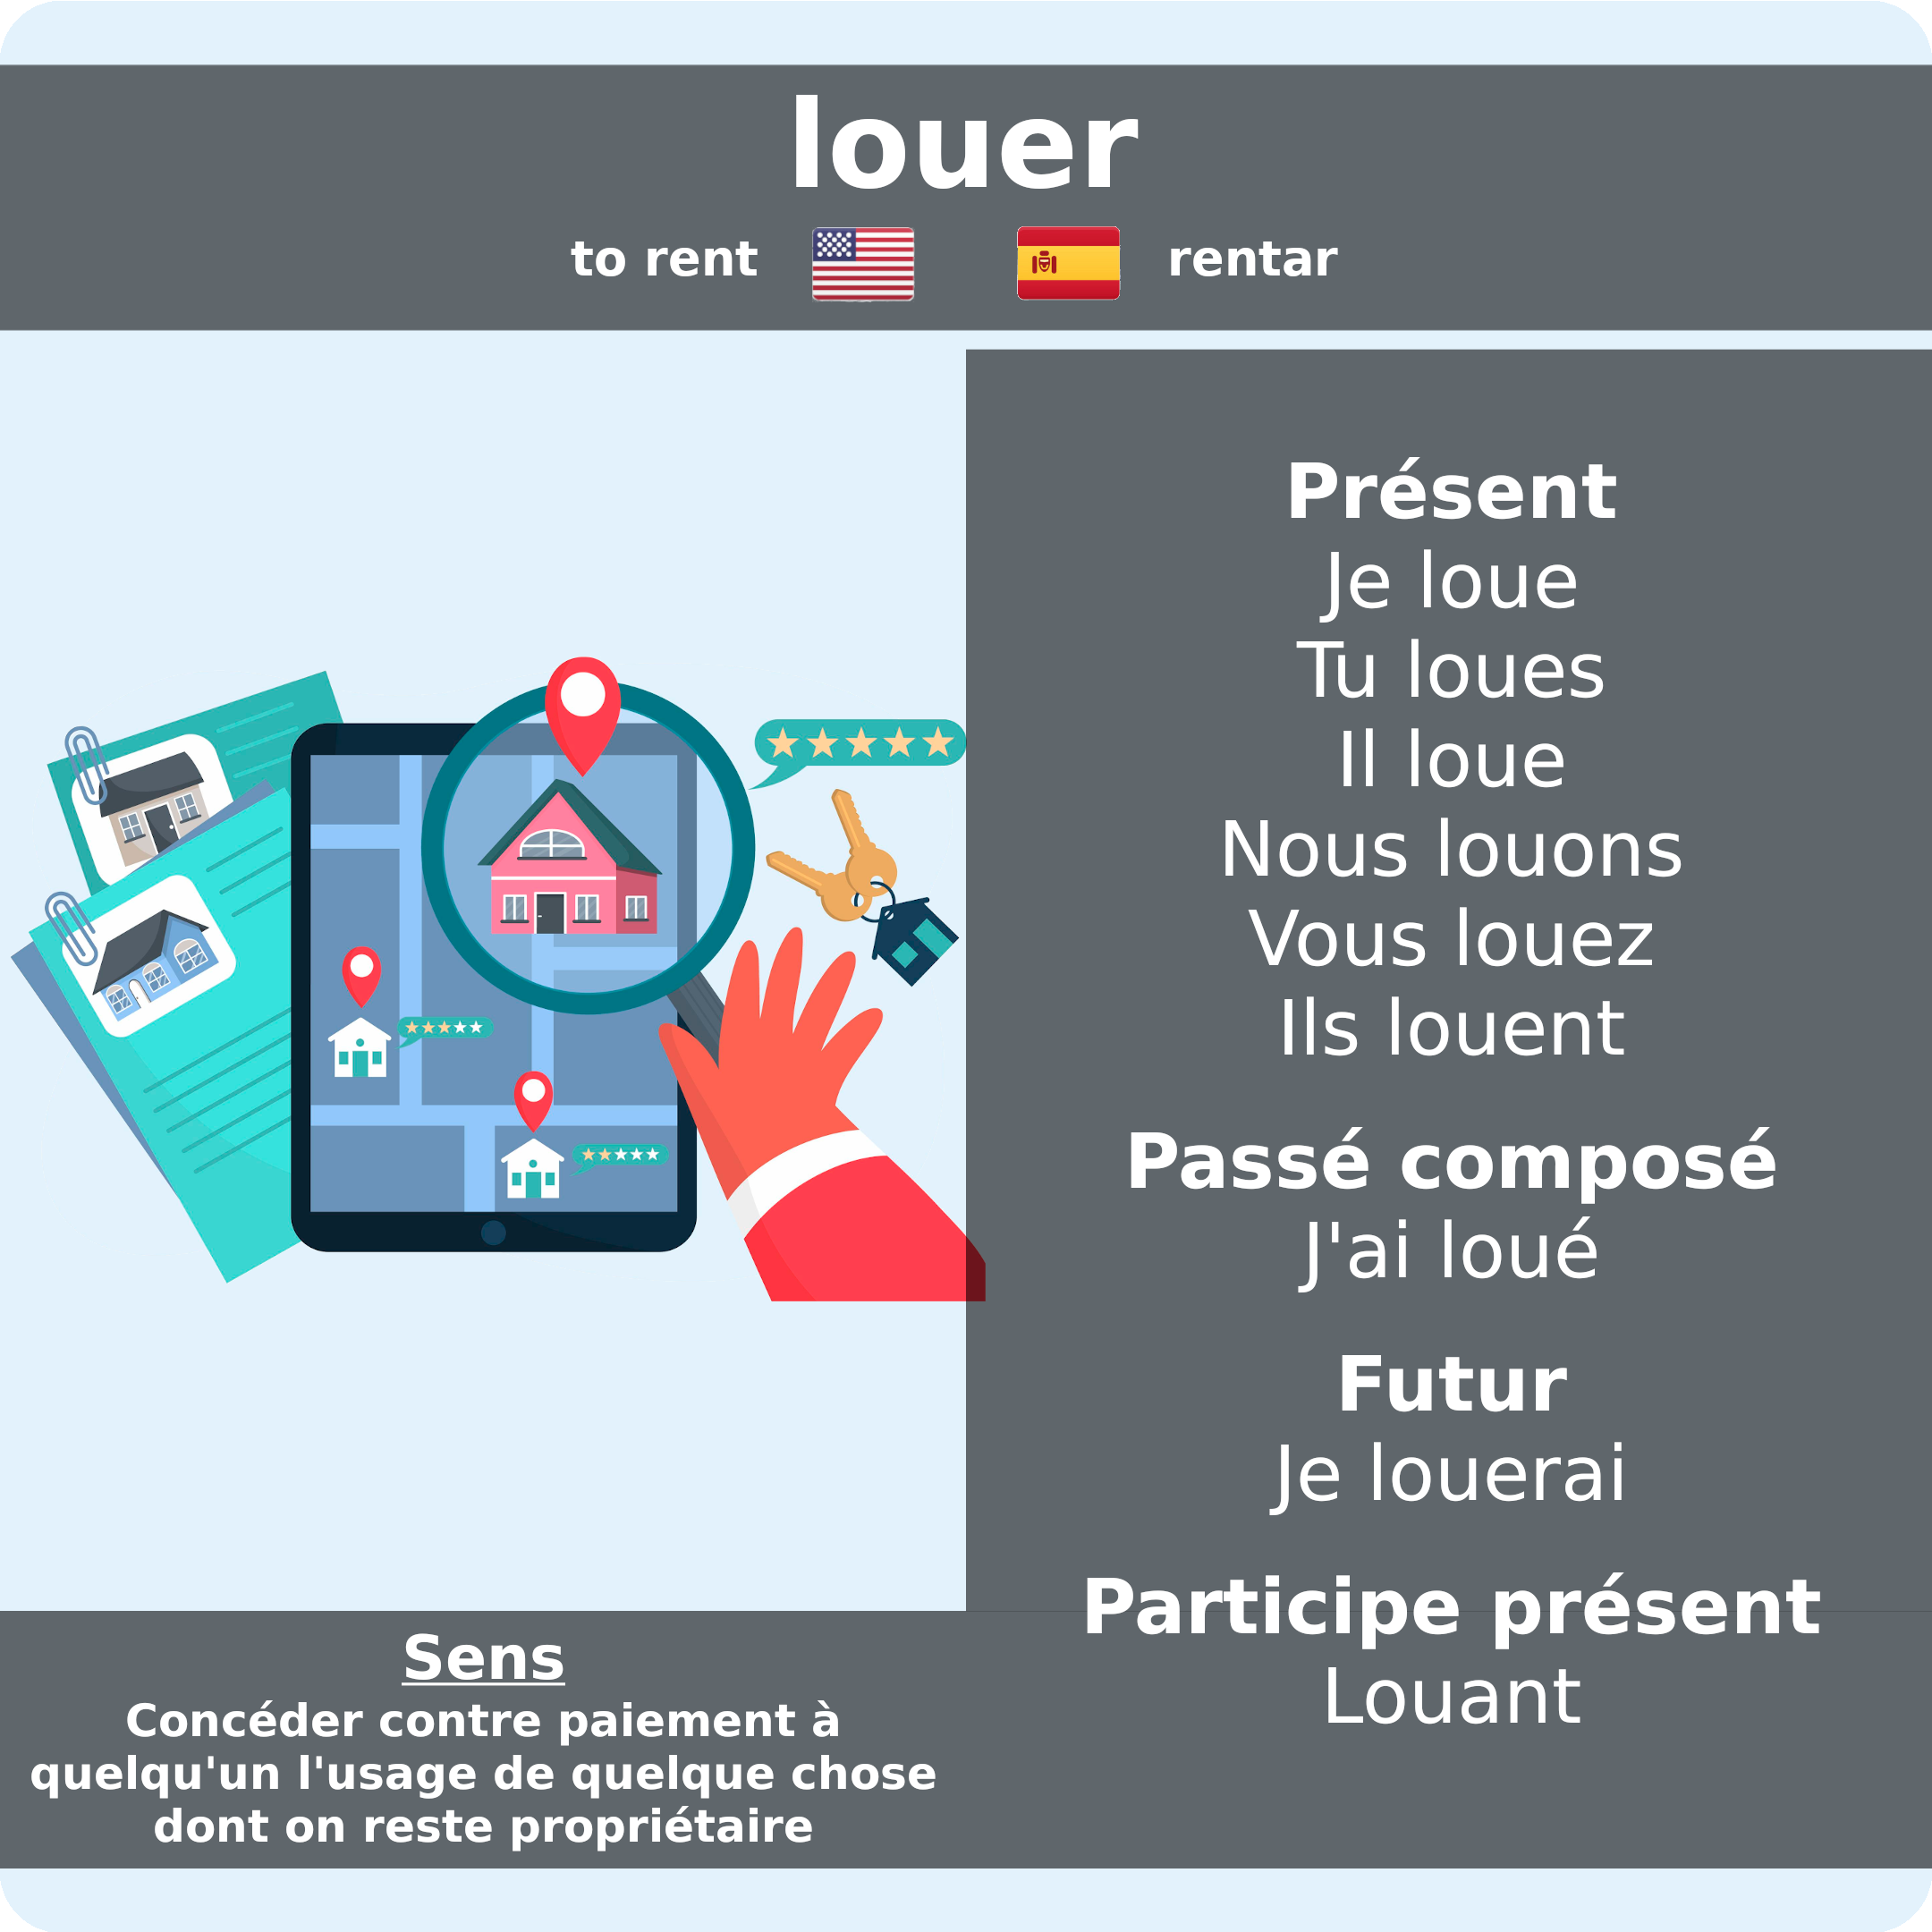 louer
to rent
rentar
Présent
Je loue
Tu loues
Il loue
Nous louons
Vous louez
Ils louent
Passé composé
J'ai loué
Futur
Je louerai
Participe présent
Louant
Sens
Concéder contre paiement à
quelqu'un l'usage de quelque chose
dont on reste propriétaire